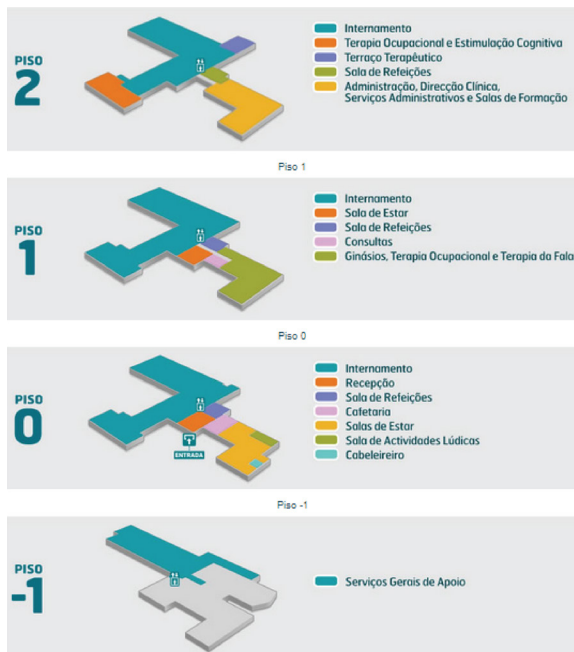 PISO
2
Internamento
Terapia Ocupacional e Estimulação Cognitiva
Terraço Terapêutico
Sala de Refeições
Administração, Direcção Clínica,
Serviços Administrativos e Salas de Formação
Piso 1
PISO
1
Internamento
Sala de Estar
Sala de Refeições
Consultas
Ginásios, Terapia Ocupacional e Terapia da Fala
Piso 0
PISO
0
ENTRADA
Internamento
Recepção
Sala de Refeições
Cafetaria
Salas de Estar
Sala de Actividades Lúdicas
Cabeleireiro
Piso -1
PISO
-1
Serviços Gerais de Apoio